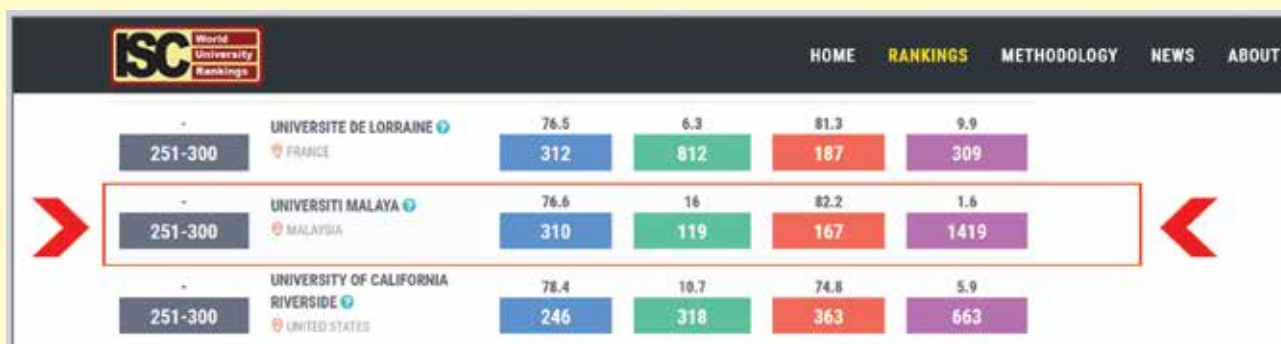 ISC World
University
Rankings
HOME RANKINGS METHODOLOGY NEWS ABOUT
- UNIVERSITE DE LORRAINE 76.5 6.3 81.3 9.9
251-300 FRANCE 312 812 187 309
- UNIVERSITI MALAYA 76.6 16 82.2 1.6
251-300 MALAYSIA 310 119 167 1419
- UNIVERSITY OF CALIFORNIA
RIVERSIDE 78.4 10.7 74.8 5.9
251-300 UNITED STATES 246 318 363 663